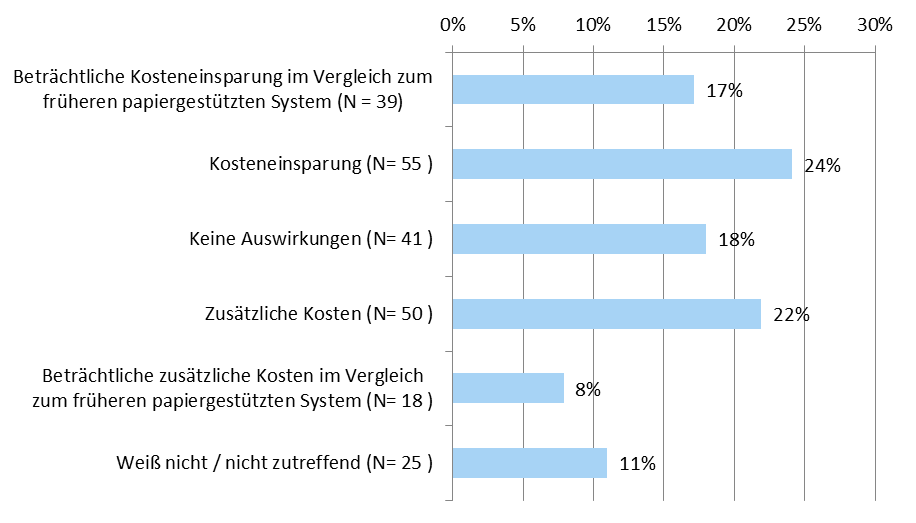 0% 5% 10% 15% 20% 25% 30%
Beträchtliche Kosteneinsparung im Vergleich zum
früheren papiergestützten System (N = 39)
17%
Kosteneinsparung (N= 55 )
24%
Keine Auswirkungen (N= 41 )
18%
Zusätzliche Kosten (N= 50 )
22%
Beträchtliche zusätzliche Kosten im Vergleich
zum früheren papiergestützten System (N= 18 )
8%
Weiß nicht / nicht zutreffend (N= 25 )
11%